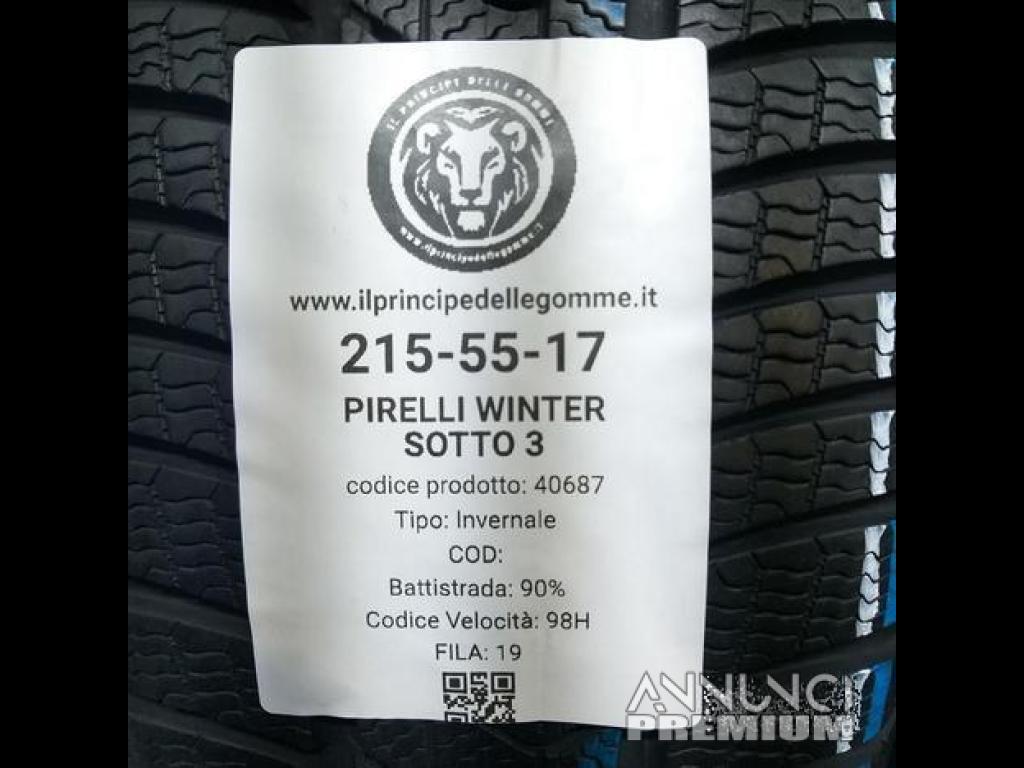 IL PRINCIPE DELLE GOMME
www.ilprincipedellegomme.it
www.ilprincipedellegomme.it
215-55-17
PIRELLI WINTER
SOTTO 3
codice prodotto: 40687
Tipo: Invernale
COD:
Battistrada: 90%
Codice Velocità: 98H
FILA: 19
ANNUNCI
PREMIUM